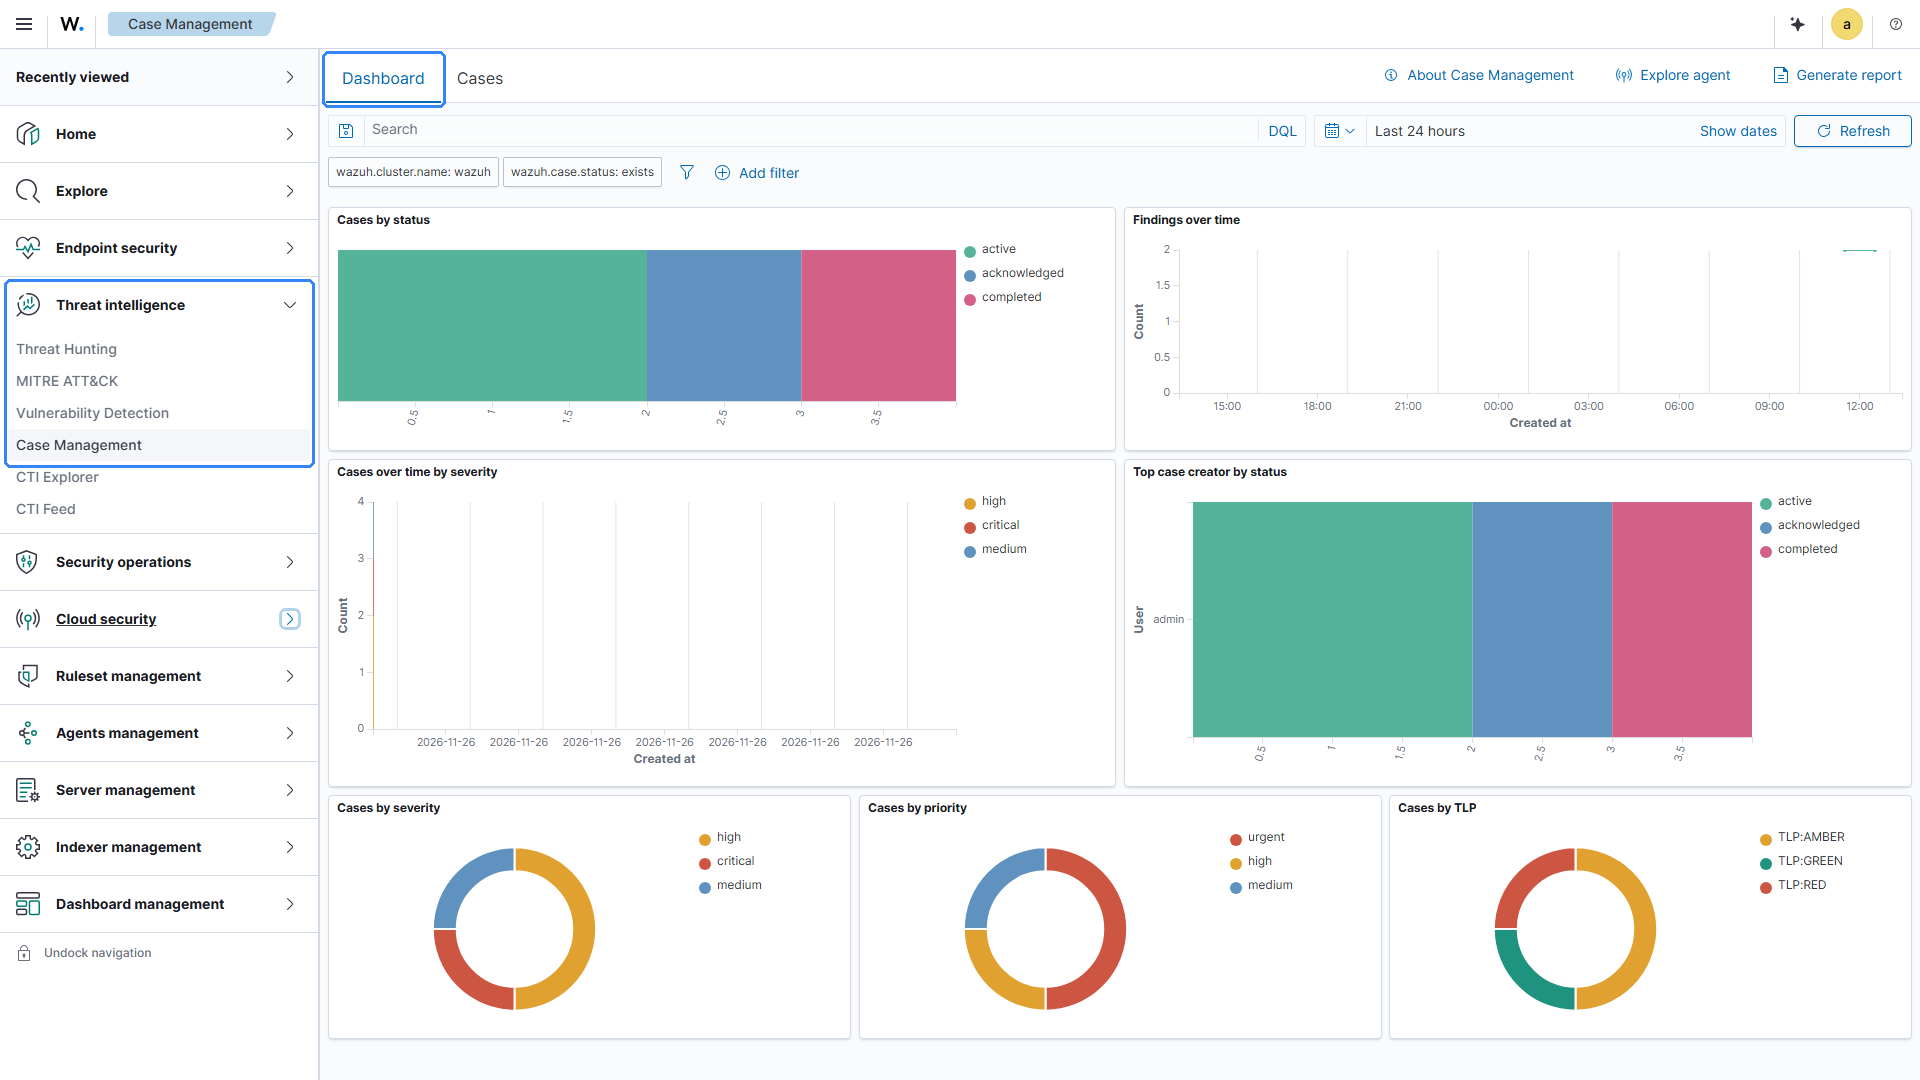 W.
Case Management
a
Recently viewed
Home
Explore
Endpoint security
Threat intelligence
Threat Hunting
MITRE ATT&CK
Vulnerability Detection
Case Management
CTI Explorer
CTI Feed
Security operations
Cloud security
Ruleset management
Agents management
Server management
Indexer management
Dashboard management
Undock navigation
Dashboard
Cases
About Case Management
Explore agent
Generate report
Search
DQL
Last 24 hours
Show dates
Refresh
wazuh.cluster.name: wazuh
wazuh.case.status: exists
Add filter
Cases by status
active
acknowledged
completed
0.5
1
1.5
2
2.5
3
3.5
Findings over time
2
1.5
1
0.5
0
Count
15:00
18:00
21:00
00:00
03:00
06:00
09:00
12:00
Created at
Cases over time by severity
4
3
2
1
0
Count
high
critical
medium
2026-11-26
2026-11-26
2026-11-26
2026-11-26
2026-11-26
2026-11-26
2026-11-26
Created at
Top case creator by status
active
acknowledged
completed
User
admin
0.5
1
1.5
2
2.5
3
3.5
Cases by severity
high
critical
medium
Cases by priority
urgent
high
medium
Cases by TLP
TLP:AMBER
TLP:GREEN
TLP:RED